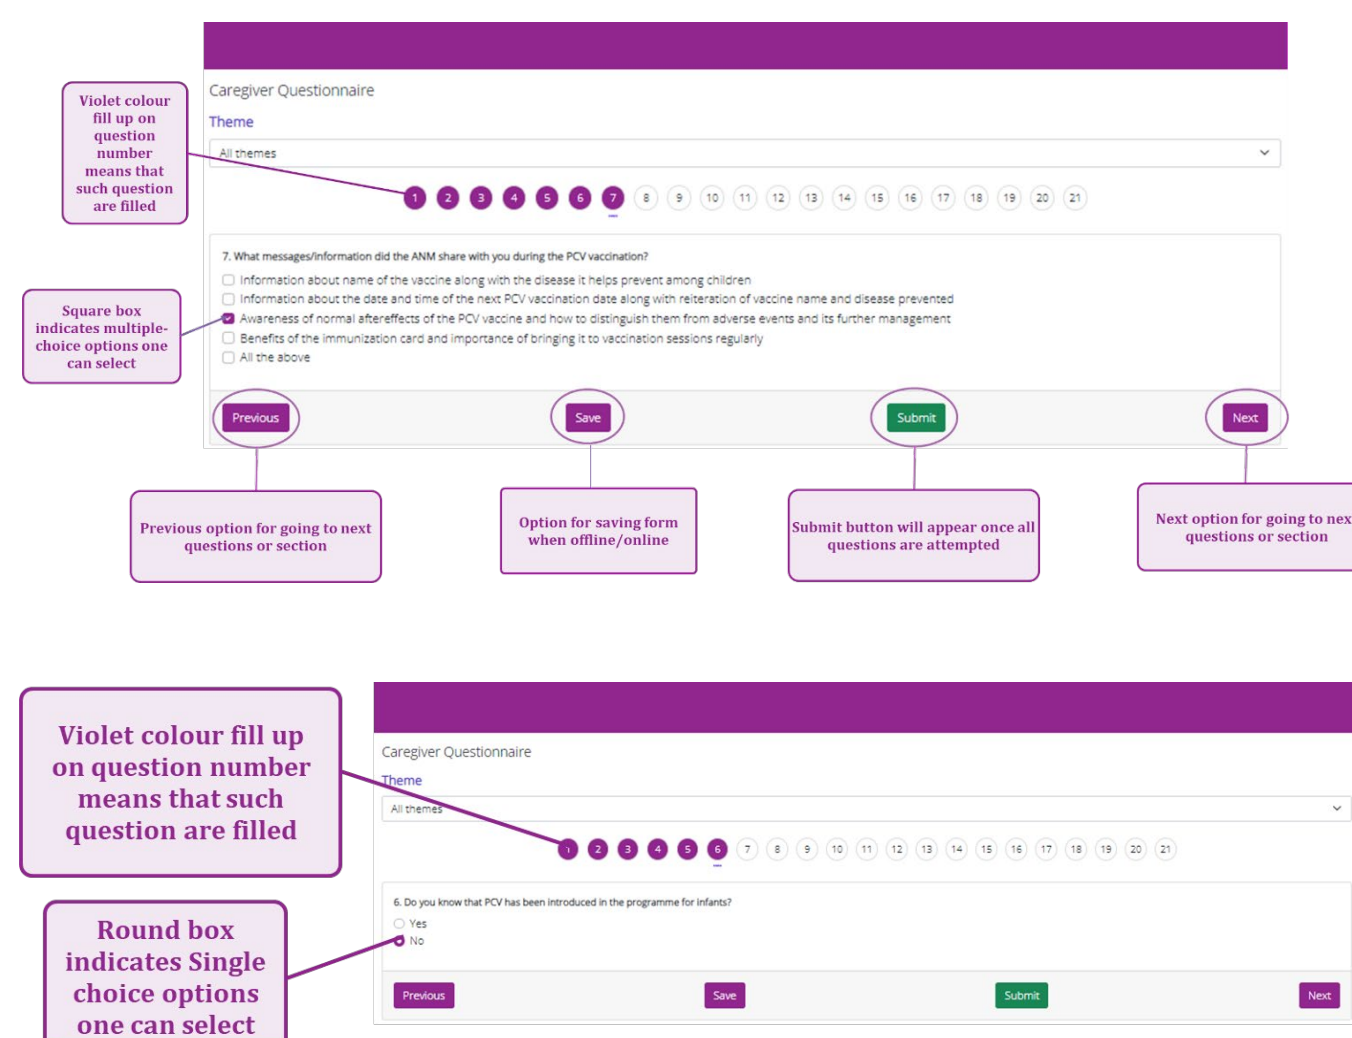 Caregiver Questionnaire
Theme
All themes
Violet colour
fill up on
question
number
means that
such question
are filled
1 2 3 4 5 6 7 8 9 10 11 12 13 14 15 16 17 18 19 20 21
7. What messages/information did the ANM share with you during the PCV vaccination?
Information about name of the vaccine along with the disease it helps prevent among children
Information about the date and time of the next PCV vaccination date along with reiteration of vaccine name and disease prevented
Awareness of normal aftereffects of the PCV vaccine and how to distinguish them from adverse events and its further management
Benefits of the immunization card and importance of bringing it to vaccination sessions regularly
All the above
Square box
indicates multiple-
choice options one
can select
Previous Save Submit Next
Previous option for going to next
questions or section
Option for saving form
when offline/online
Submit button will appear once all
questions are attempted
Next option for going to nex
questions or section
Violet colour fill up
on question number
means that such
question are filled
Caregiver Questionnaire
Theme
All themes
1 2 3 4 5 6 7 8 9 10 11 12 13 14 15 16 17 18 19 20 21
6. Do you know that PCV has been introduced in the programme for infants?
Yes
No
Round box
indicates Single
choice options
one can select
Previous Save Submit Next